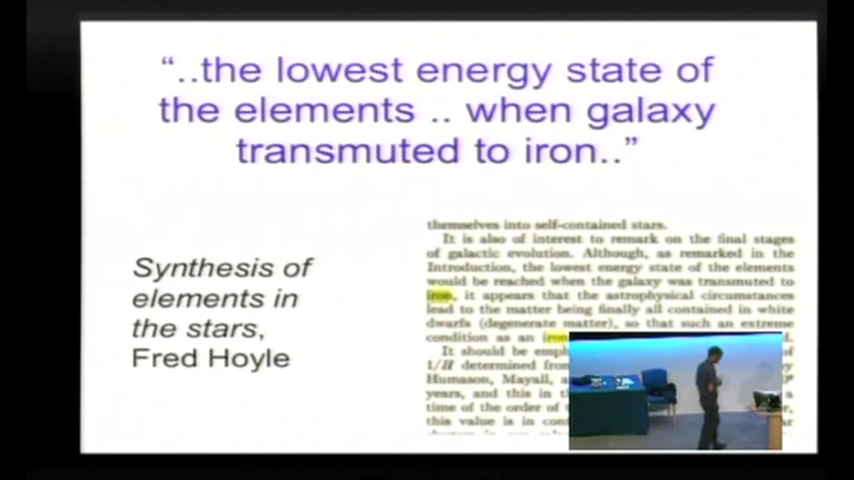 “..the lowest energy state of
the elements .. when galaxy
transmuted to iron..”
Synthesis of
elements in
the stars,
Fred Hoyle
themselves into self-contained stars.
It is also of interest to remark on the final stages
of galactic evolution. Although, as remarked in the
Introduction, the lowest energy state of the elements
would be reached when the galaxy was transmuted to
iron, it appears that the astrophysical circumstances
lead to the matter being finally all contained in white
dwarfs (degenerate matter), so that such an extreme
condition as an iron
It should be emph
1/H determined from
Humason, Mayall, a
years, and this in t
time of the order of
this value is in